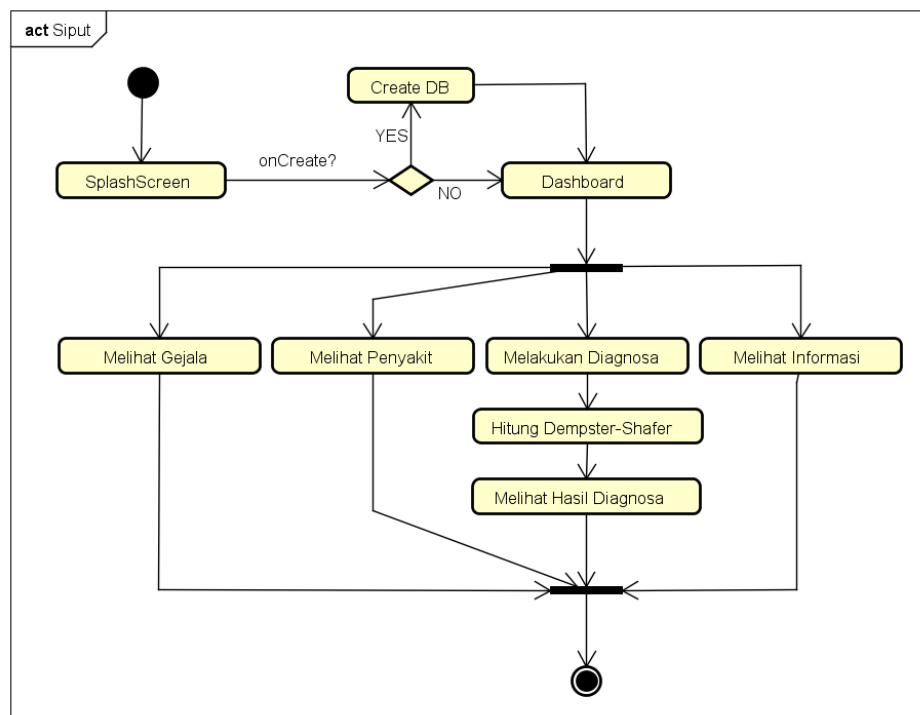 act Siput
Create DB
YES
onCreate?
SplashScreen
NO
Dashboard
Melihat Gejala
Melihat Penyakit
Melakukan Diagnosa
Melihat Informasi
Hitung Dempster-Shafer
Melihat Hasil Diagnosa